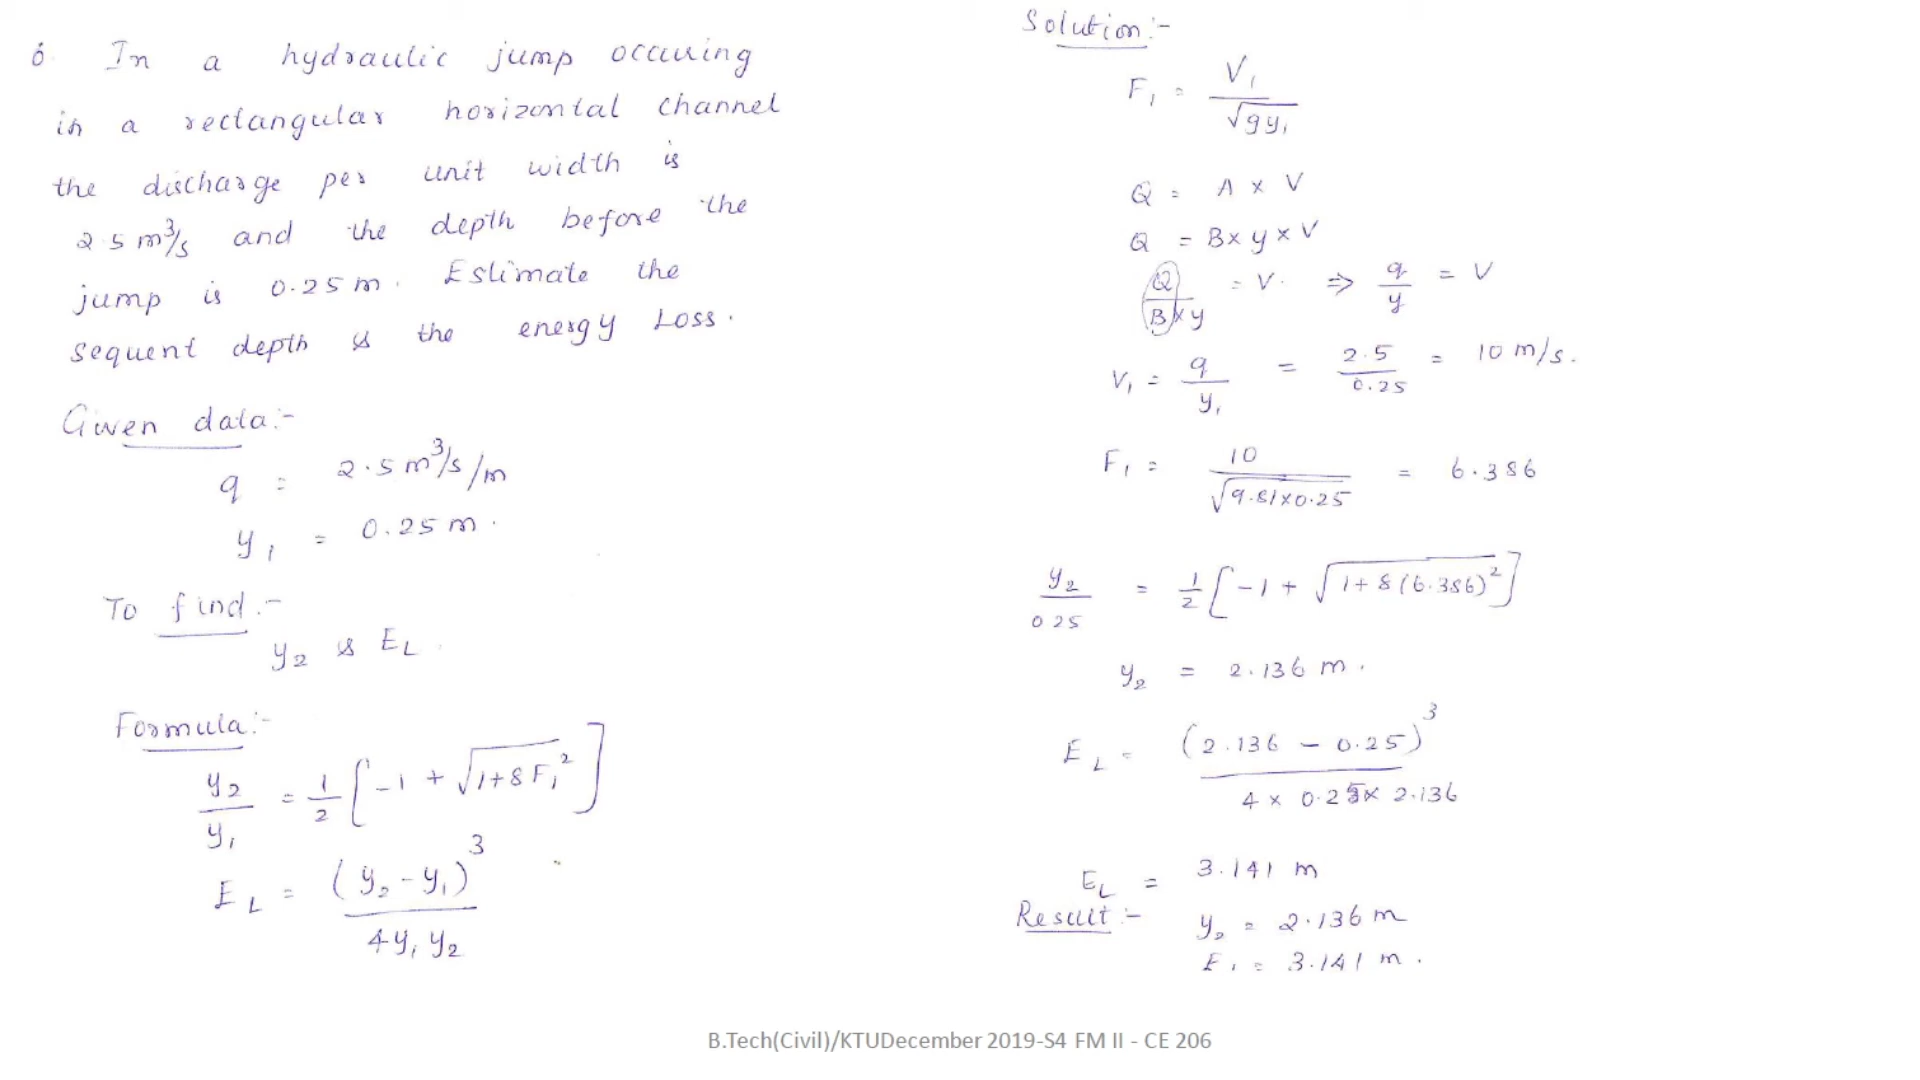 6. In a hydraulic jump occuring
in a rectangular horizontal channel
the discharge per unit width is
2.5 m³/s and the depth before the
jump is 0.25 m. Estimate the
sequent depth & the energy Loss.
Given data:-
q = 2.5 m³/s/m
y₁ = 0.25 m.
To find:-
y₂ & E_L.
Formula:-
y₂/y₁ = 1/2 [-1 + √(1+8F₁²)]
E_L = (y₂-y₁)³ / 4y₁y₂
Solution:-
F₁ = V₁/√(gy₁)
Q = A x V
Q = B x y x V
Q/(B x y) = V. ⇒ q/y = V
V₁ = q/y₁ = 2.5/0.25 = 10 m/s.
F₁ = 10/√(9.81x0.25) = 6.386
y₂/0.25 = 1/2 [-1 + √(1+8(6.386)²)]
y₂ = 2.136 m.
E_L = (2.136 - 0.25)³ / 4 x 0.25 x 2.136
E_L = 3.141 m
Result:- y₂ = 2.136 m
E_L = 3.141 m.
B.Tech(Civil)/KTUDecember 2019-S4 FM II - CE 206